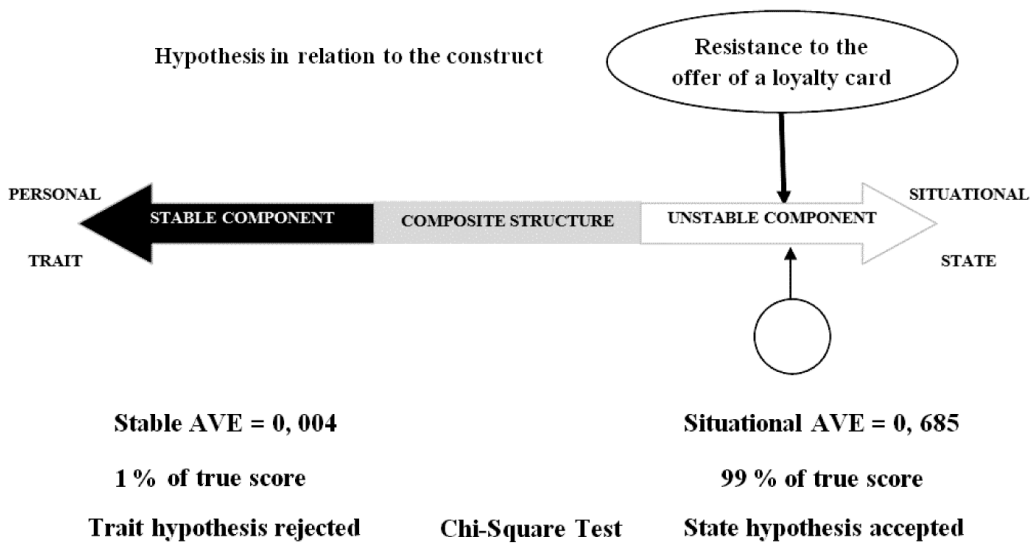 Hypothesis in relation to the construct
Resistance to the
offer of a loyalty card
PERSONAL
TRAIT
STABLE COMPONENT
COMPOSITE STRUCTURE
UNSTABLE COMPONENT
SITUATIONAL
STATE
Stable AVE = 0, 004
Situational AVE = 0, 685
1 % of true score
99 % of true score
Trait hypothesis rejected
Chi-Square Test
State hypothesis accepted